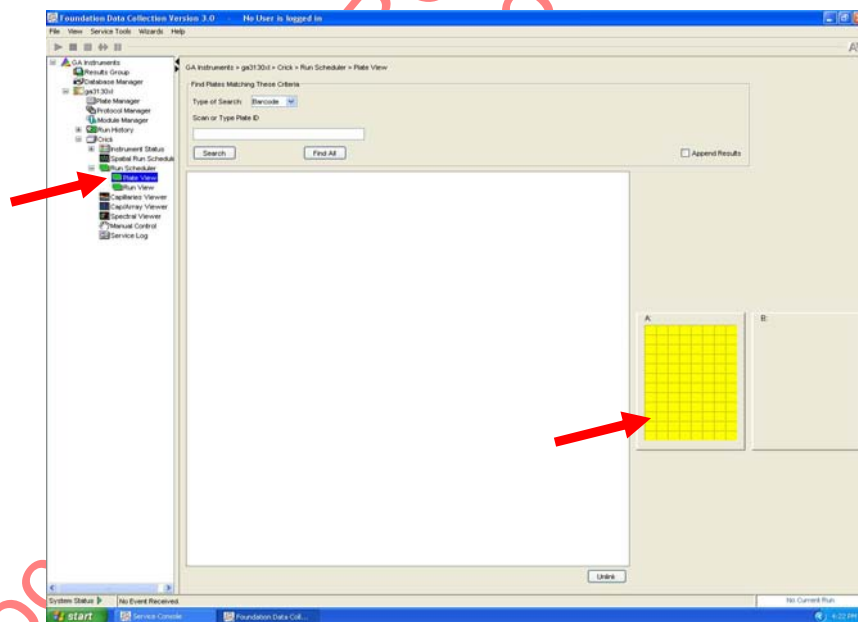 Foundation Data Collection Version 3.0 - No User is logged in
File View Service Tools Wizards Help
GA Instruments > ga3130xl > Crick > Run Scheduler > Plate View
GA Instruments
Results Group
Database Manager
ga3130xl
Plate Manager
Protocol Manager
Module Manager
Run History
Crick
Instrument Status
Spatial Run Schedul
Run Scheduler
Plate View
Run View
Capillaries Viewer
Cap/Array Viewer
Spectral Viewer
Manual Control
Service Log
Find Plates Matching These Criteria
Type of Search: Barcode
Scan or Type Plate ID
Search Find All Append Results
A: B:
Unlink
System Status No Event Received No Current Run
start Service Console Foundation Data Coll... 4:22 PM